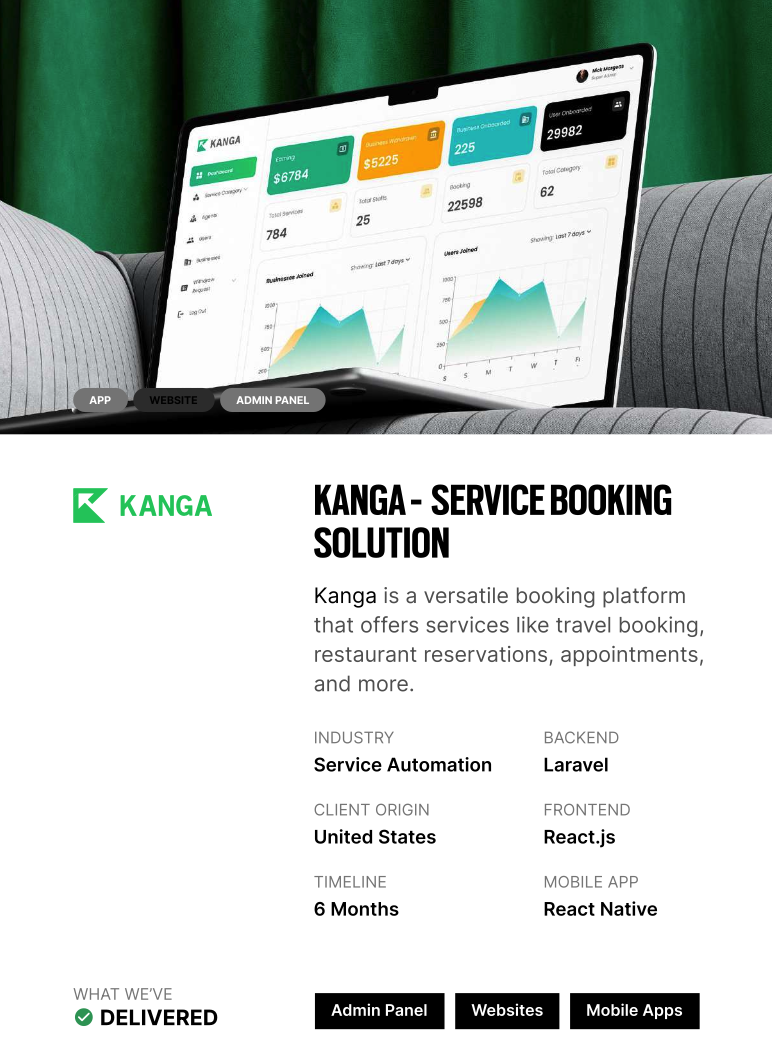 Nick Margetts
Super Admin
KANGA
Dashboard
Service Category
Agents
Users
Businesses
Withdraw
Request
Log Out
Earning
$6784
Business Withdrawn
$5225
Business Onboarded
225
User Onboarded
29982
Total Services
784
Total Staffs
25
Booking
22598
Total Category
62
Businesses Joined
Showing: Last 7 days
1000
750
500
Users Joined
Showing: Last 7 days
1000
750
500
250
0
S S M T W T
APP WEBSITE ADMIN PANEL
KANGA
KANGA - SERVICE BOOKING
SOLUTION
Kanga is a versatile booking platform
that offers services like travel booking,
restaurant reservations, appointments,
and more.
INDUSTRY
Service Automation
BACKEND
Laravel
CLIENT ORIGIN
United States
FRONTEND
React.js
TIMELINE
6 Months
MOBILE APP
React Native
WHAT WE'VE
DELIVERED
Admin Panel Websites Mobile Apps